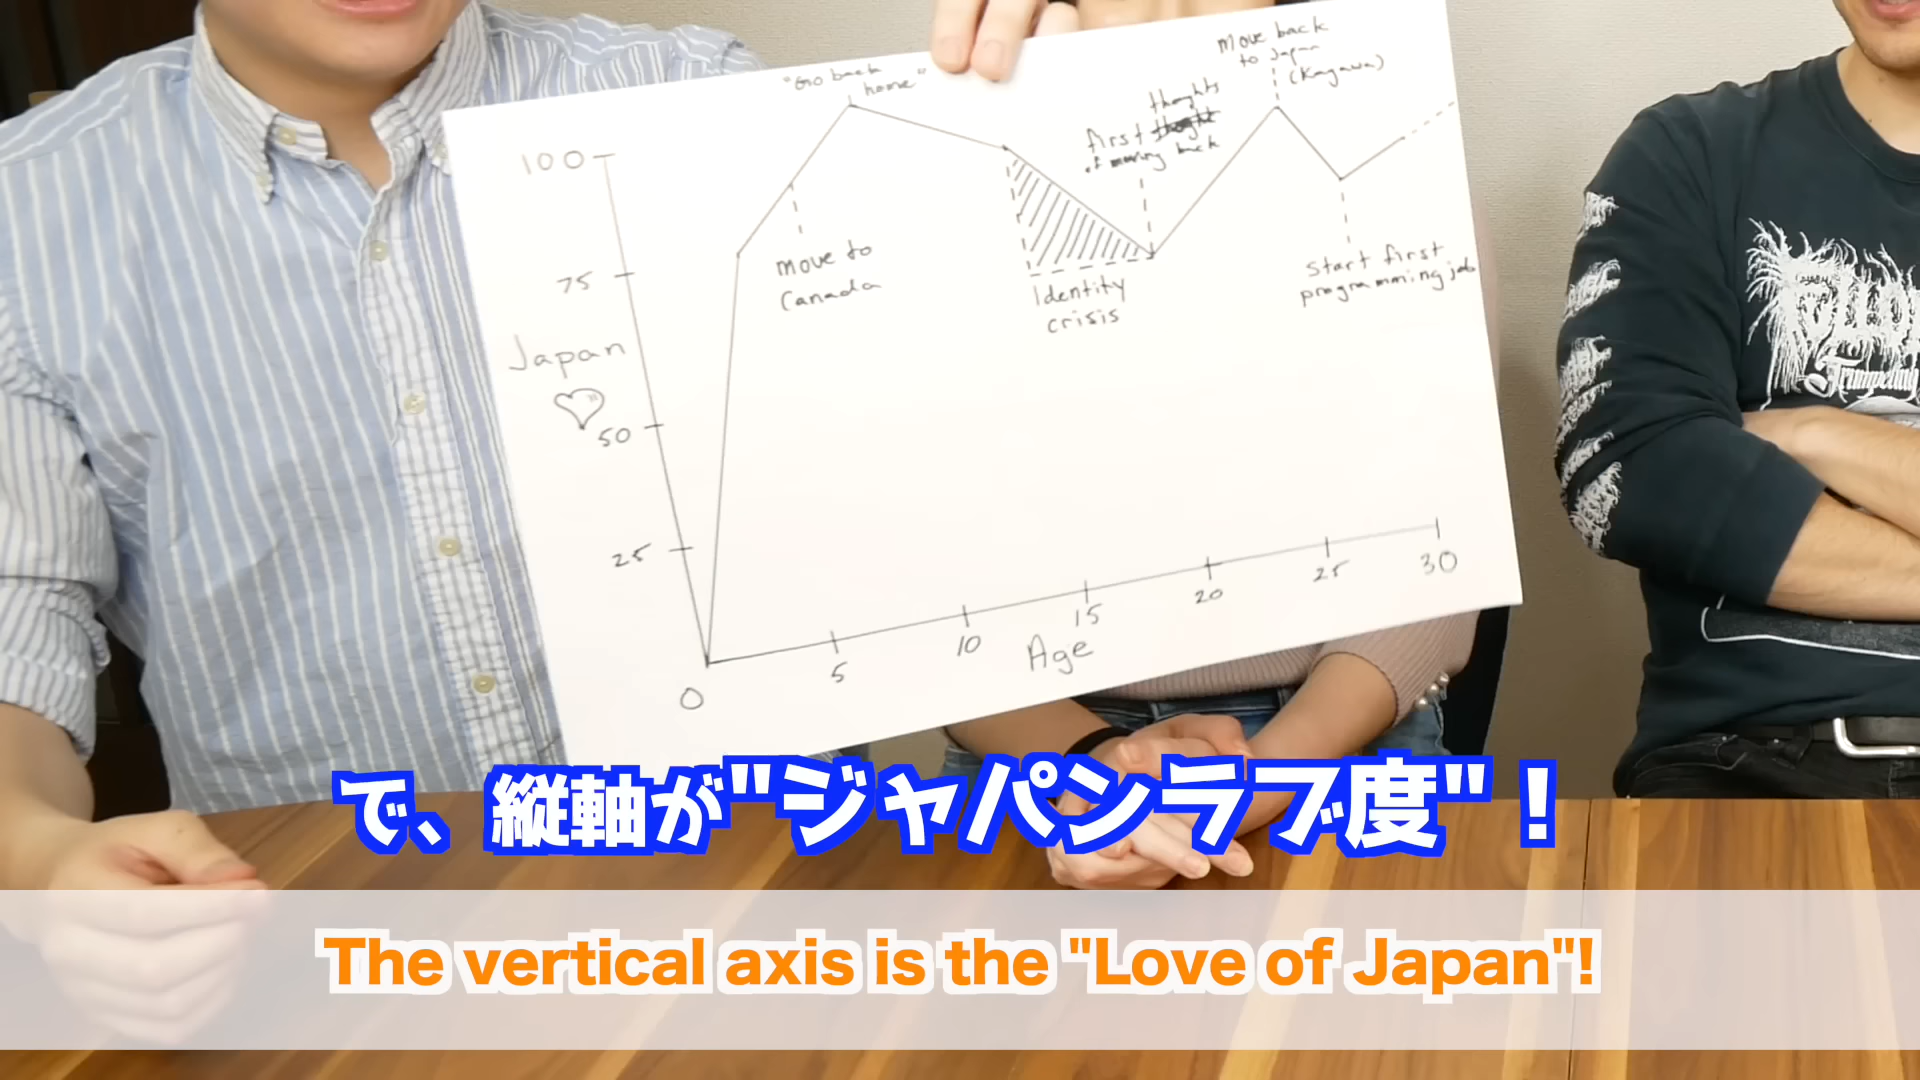 "Go back
home"
move back
to Japan
(Kagawa)
thoughts
first thought
of moving back
100
move to
Canada
75
Identity
crisis
start first
programming job
Japan
50
25
0
5
10
15
20
25
30
Age
Trumpeting
で、縦軸が"ジャパンラブ度"！
The vertical axis is the "Love of Japan"!